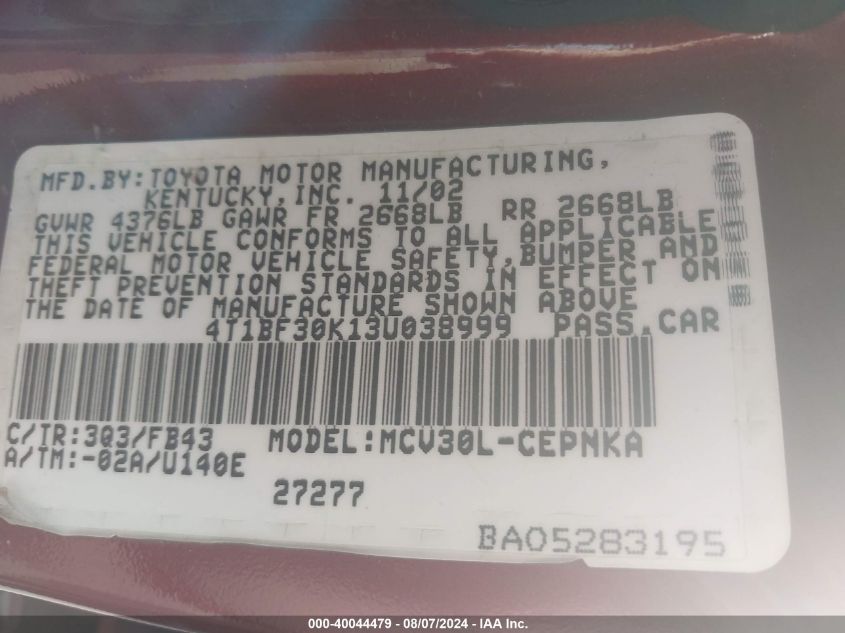 MFD.BY:TOYOTA MOTOR MANUFACTURING,
KENTUCKY,INC. 11/02
GVWR 4376LB GAWR FR 2668LB RR 2668LB
THIS VEHICLE CONFORMS TO ALL APPLICABLE
FEDERAL MOTOR VEHICLE SAFETY,BUMPER AND
THEFT PREVENTION STANDARDS IN EFFECT ON
THE DATE OF MANUFACTURE SHOWN ABOVE
4T1BF30K13U038999 PASS.CAR
C/TR:3Q3/FB43 MODEL:MCV30L-CEPNKA
A/TM:-02A/U140E
27277
BA05283195
000-40044479 - 08/07/2024 - IAA Inc.